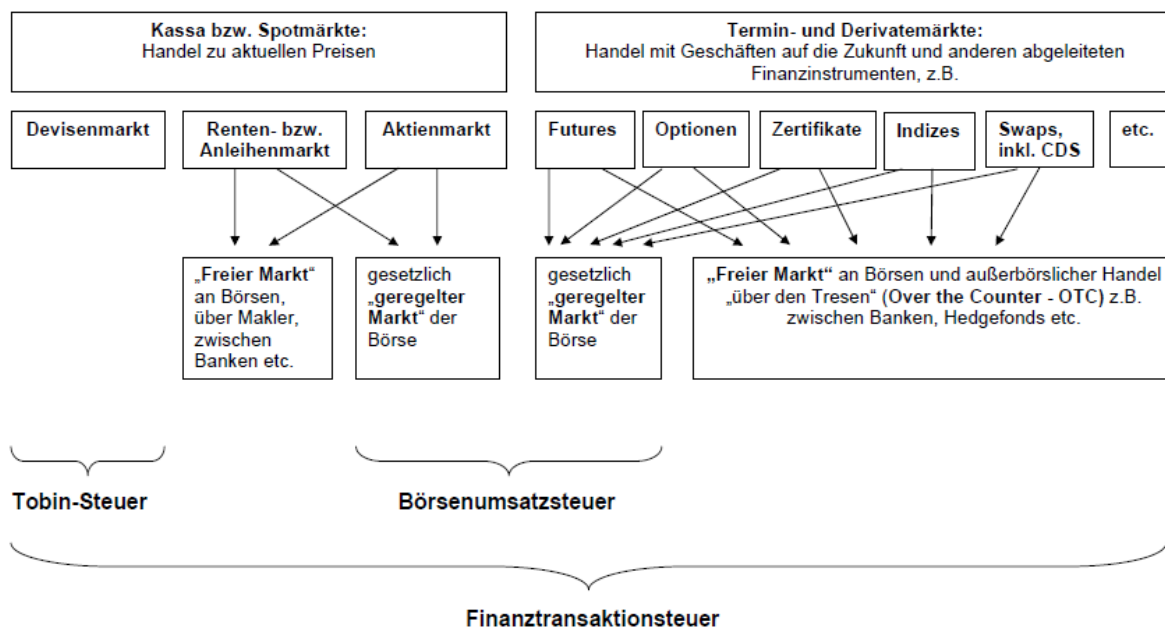 Kassa bzw. Spotmärkte:
Handel zu aktuellen Preisen
Termin- und Derivatemärkte:
Handel mit Geschäften auf die Zukunft und anderen abgeleiteten
Finanzinstrumenten, z.B.
Devisenmarkt
Renten- bzw.
Anleihenmarkt
Aktienmarkt
Futures
Optionen
Zertifikate
Indizes
Swaps,
inkl. CDS
etc.
„Freier Markt“
an Börsen,
über Makler,
zwischen
Banken etc.
gesetzlich
„geregelter
Markt“ der
Börse
gesetzlich
„geregelter
Markt“ der
Börse
„Freier Markt“ an Börsen und außerbörslicher Handel
„über den Tresen“ (Over the Counter - OTC) z.B.
zwischen Banken, Hedgefonds etc.
Tobin-Steuer
Börsenumsatzsteuer
Finanztransaktionsteuer